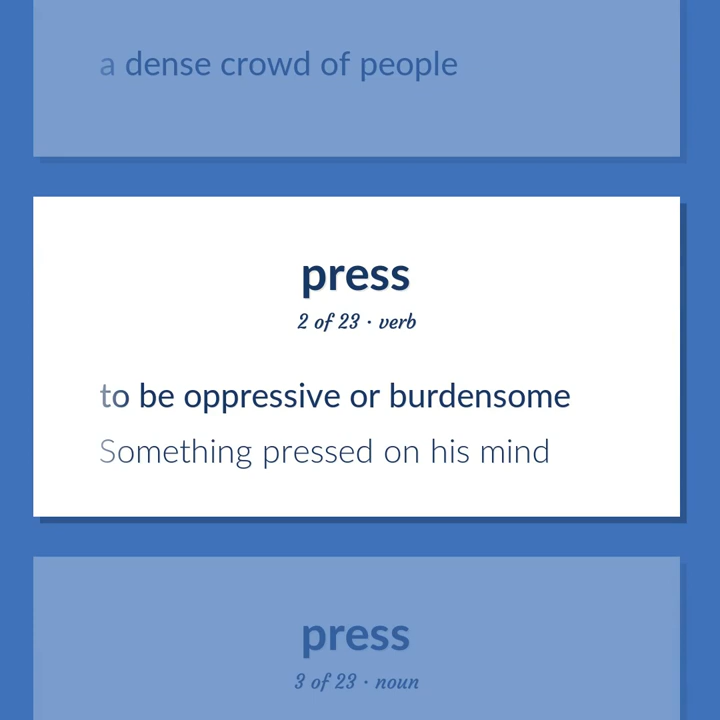 a dense crowd of people
press
2 of 23 · verb
to be oppressive or burdensome
Something pressed on his mind
press
3 of 23 · noun